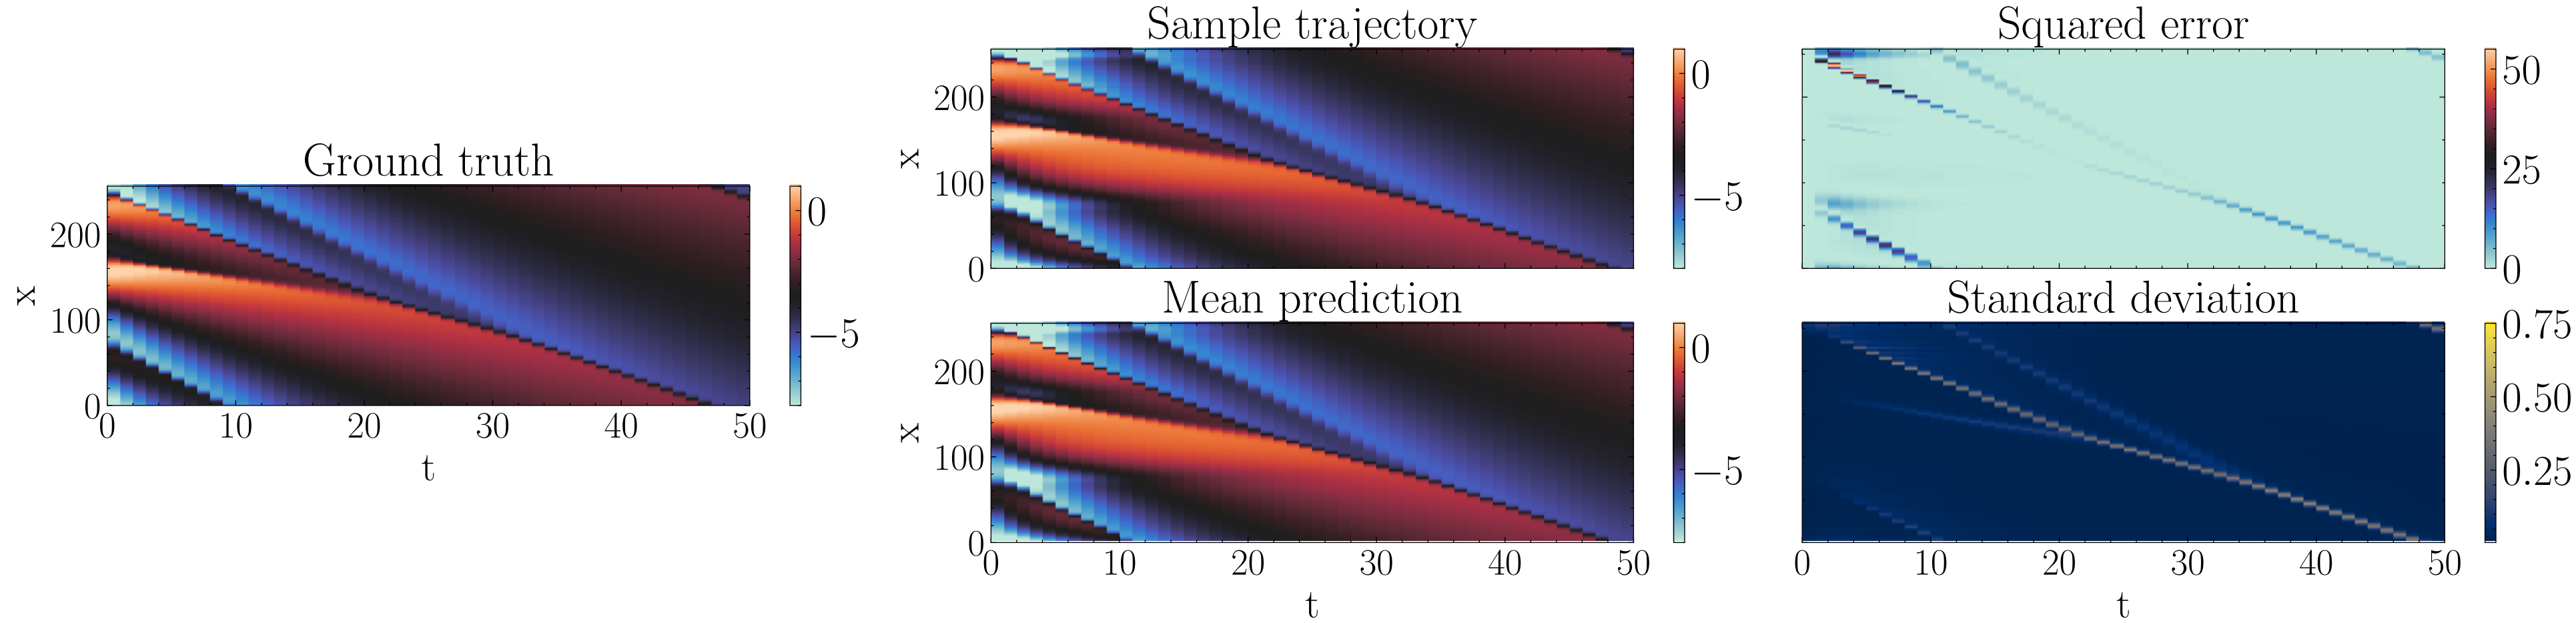 Ground truth
x
200
100
0
0 10 20 30 40 50
t
0
−5
Sample trajectory
x
200
100
0
0
−5
Mean prediction
x
200
100
0
0 10 20 30 40 50
t
0
−5
Squared error
50
25
0
Standard deviation
0 10 20 30 40 50
t
0.75
0.50
0.25